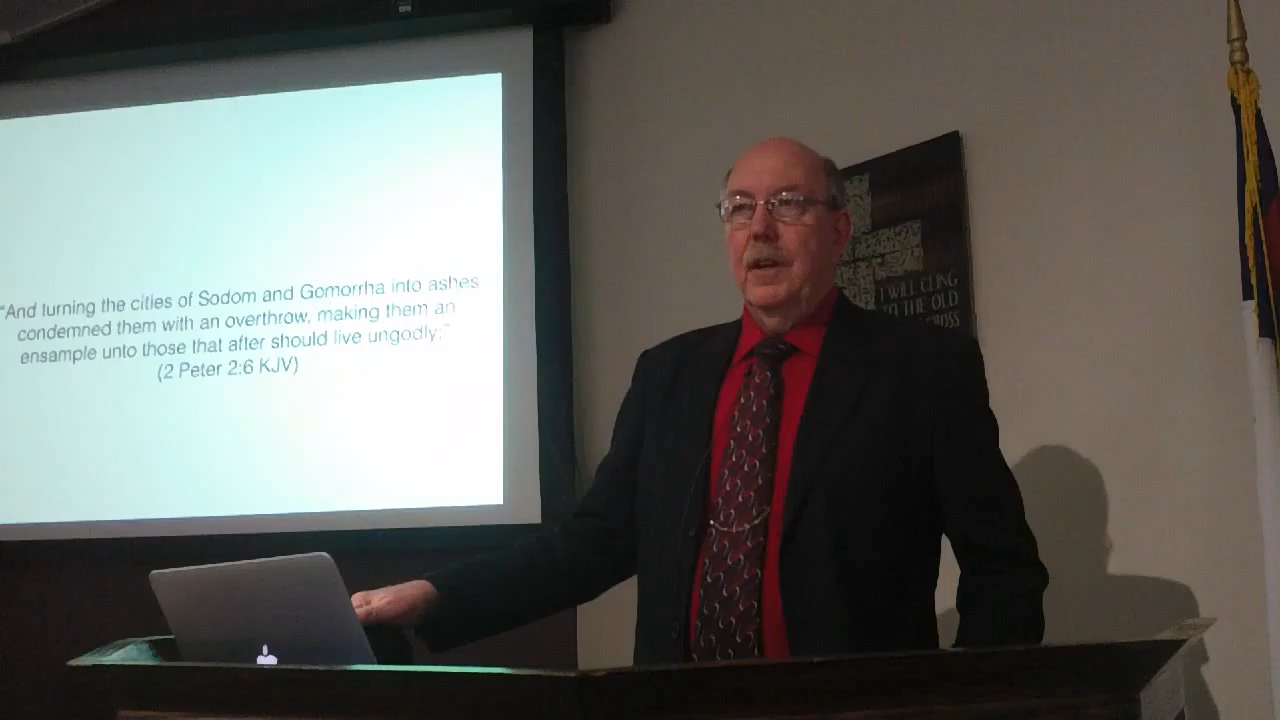 “And turning the cities of Sodom and Gomorrha into ashes
condemned them with an overthrow, making them an
ensample unto those that after should live ungodly;”
(2 Peter 2:6 KJV)
I WILL CLING
TO THE OLD
CROSS